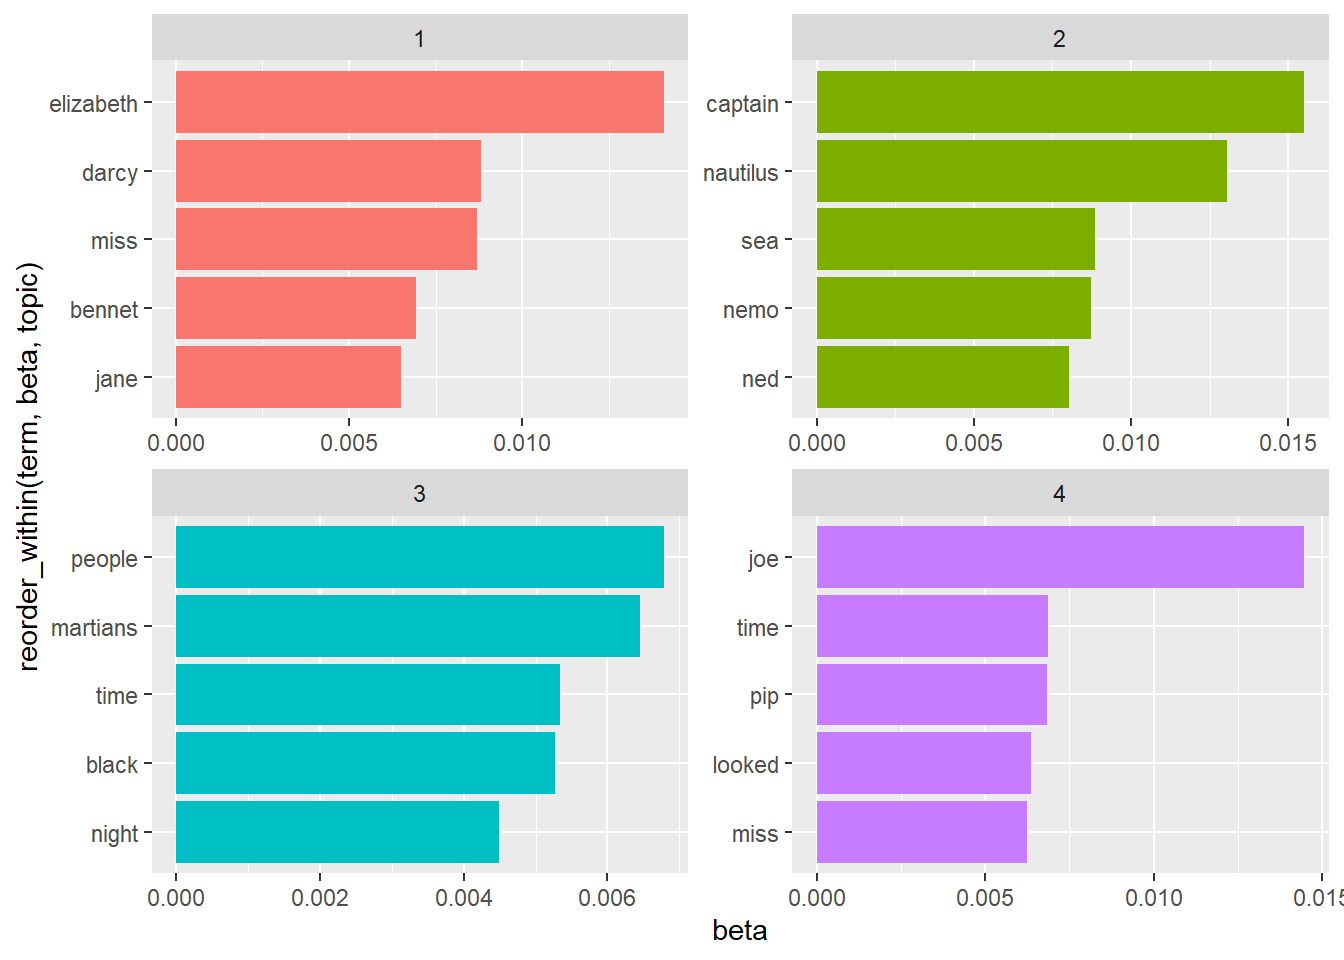 1
elizabeth
darcy
miss
bennet
jane
0.000 0.005 0.010
2
captain
nautilus
sea
nemo
ned
0.000 0.005 0.010 0.015
3
people
martians
time
black
night
0.000 0.002 0.004 0.006
4
joe
time
pip
looked
miss
0.000 0.005 0.010 0.015
reorder_within(term, beta, topic)
beta